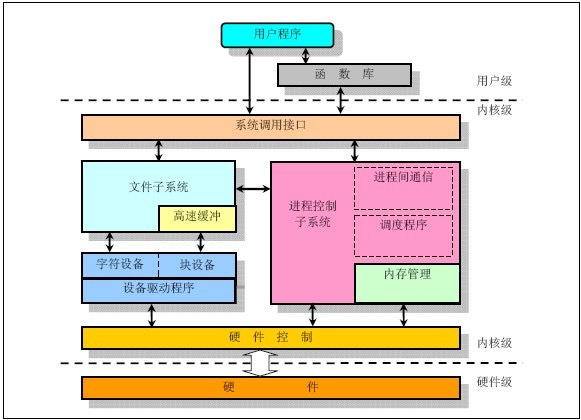 用户程序
函 数 库
用户级
内核级
系统调用接口
文件子系统
高速缓冲
进程控制
子系统
进程间通信
调度程序
内存管理
字符设备
块设备
设备驱动程序
硬 件 控 制
内核级
硬件级
硬 件